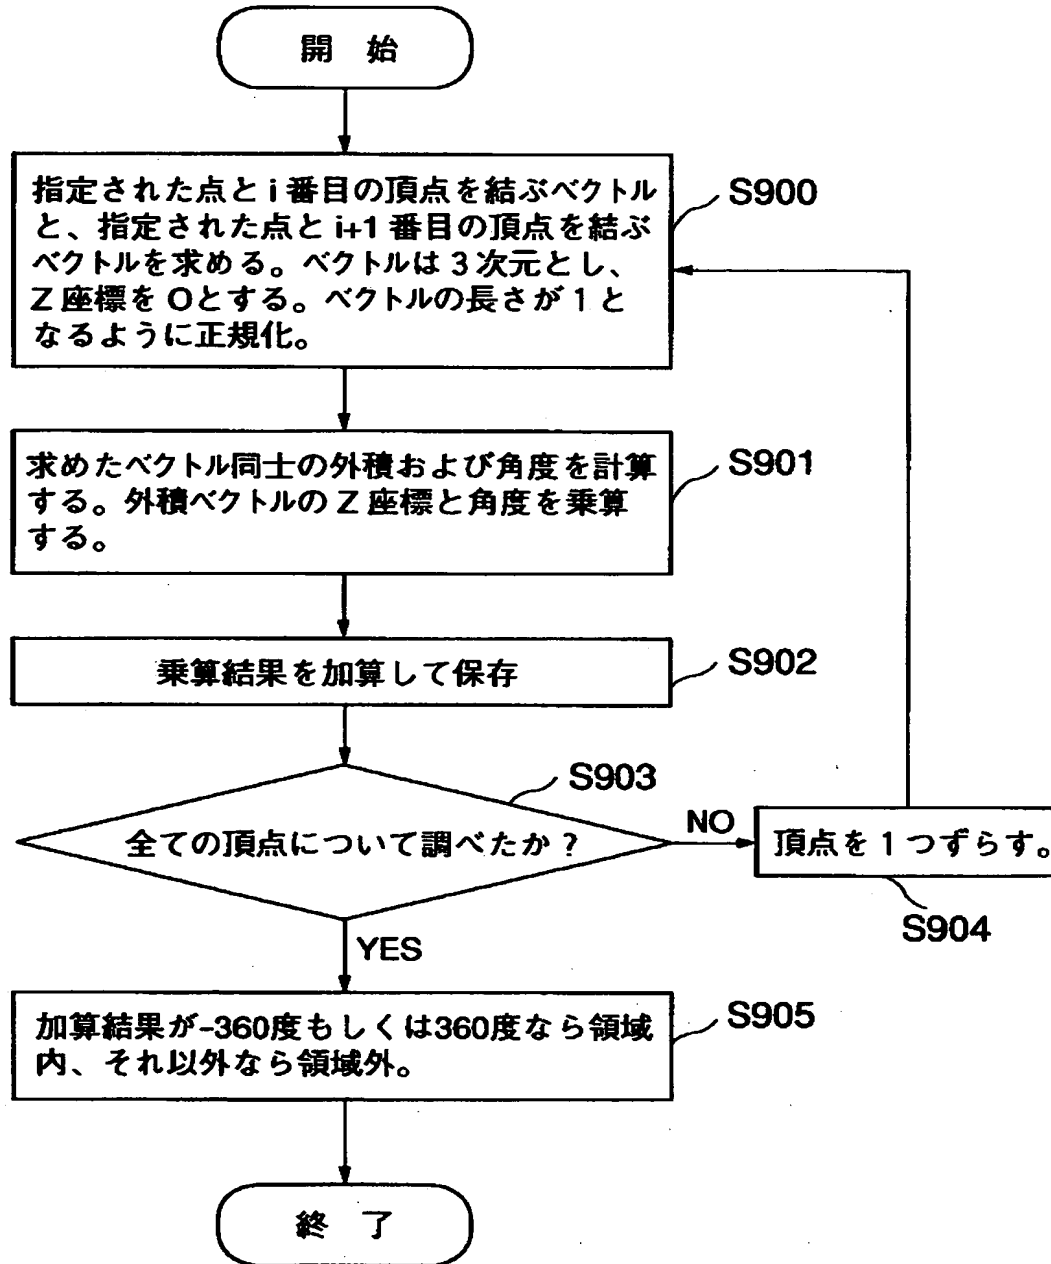 開 始
指定された点と i 番目の頂点を結ぶベクトル
と、指定された点と i+1 番目の頂点を結ぶ
ベクトルを求める。ベクトルは 3 次元とし、
Z 座標を 0とする。ベクトルの長さが 1 と
なるように正規化。
S900
求めたベクトル同士の外積および角度を計算
する。外積ベクトルの Z 座標と角度を乗算
する。
S901
乗算結果を加算して保存
S902
全ての頂点について調べたか？
S903
NO
頂点を 1 つずらす。
S904
YES
加算結果が-360度もしくは360度なら領域
内、それ以外なら領域外。
S905
終 了